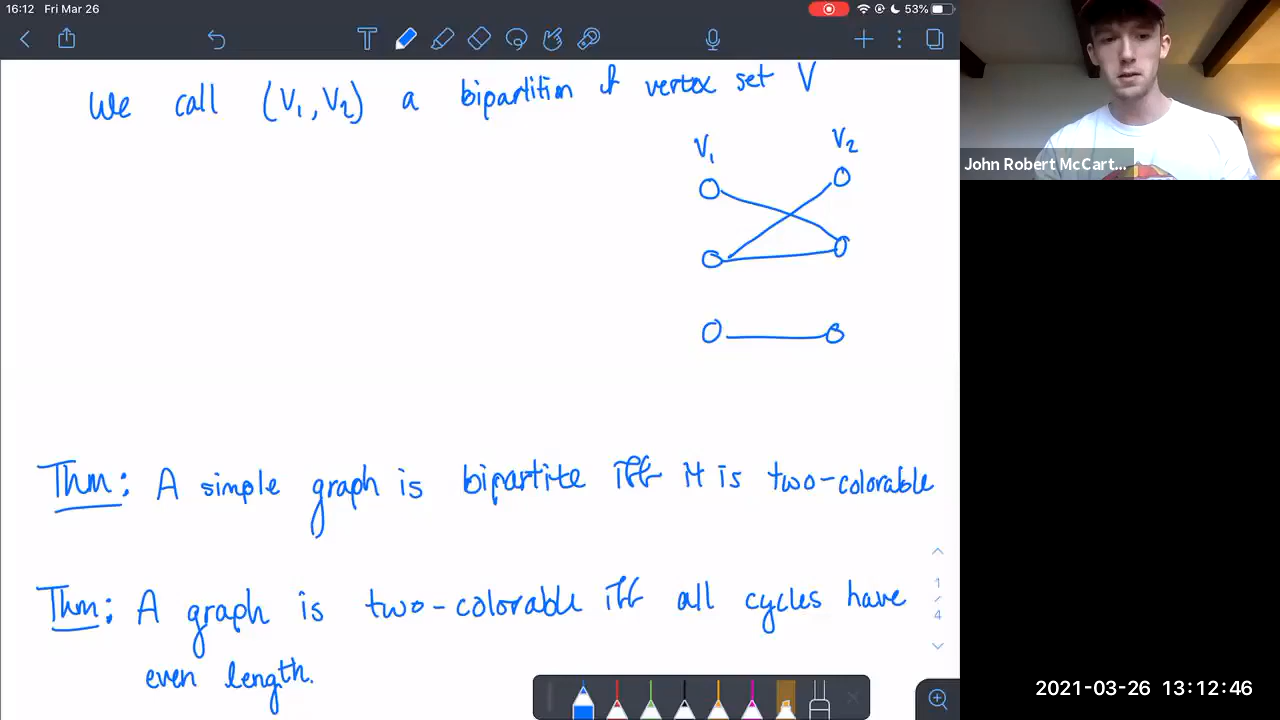 16:12 Fri Mar 26
53%
We call (V₁, V₂) a bipartition of vertex set V
V₁ V₂
John Robert McCart...
Thm: A simple graph is bipartite iff it is two-colorable
Thm: A graph is two-colorable iff all cycles have
even length.
1
/
4
2021-03-26 13:12:46